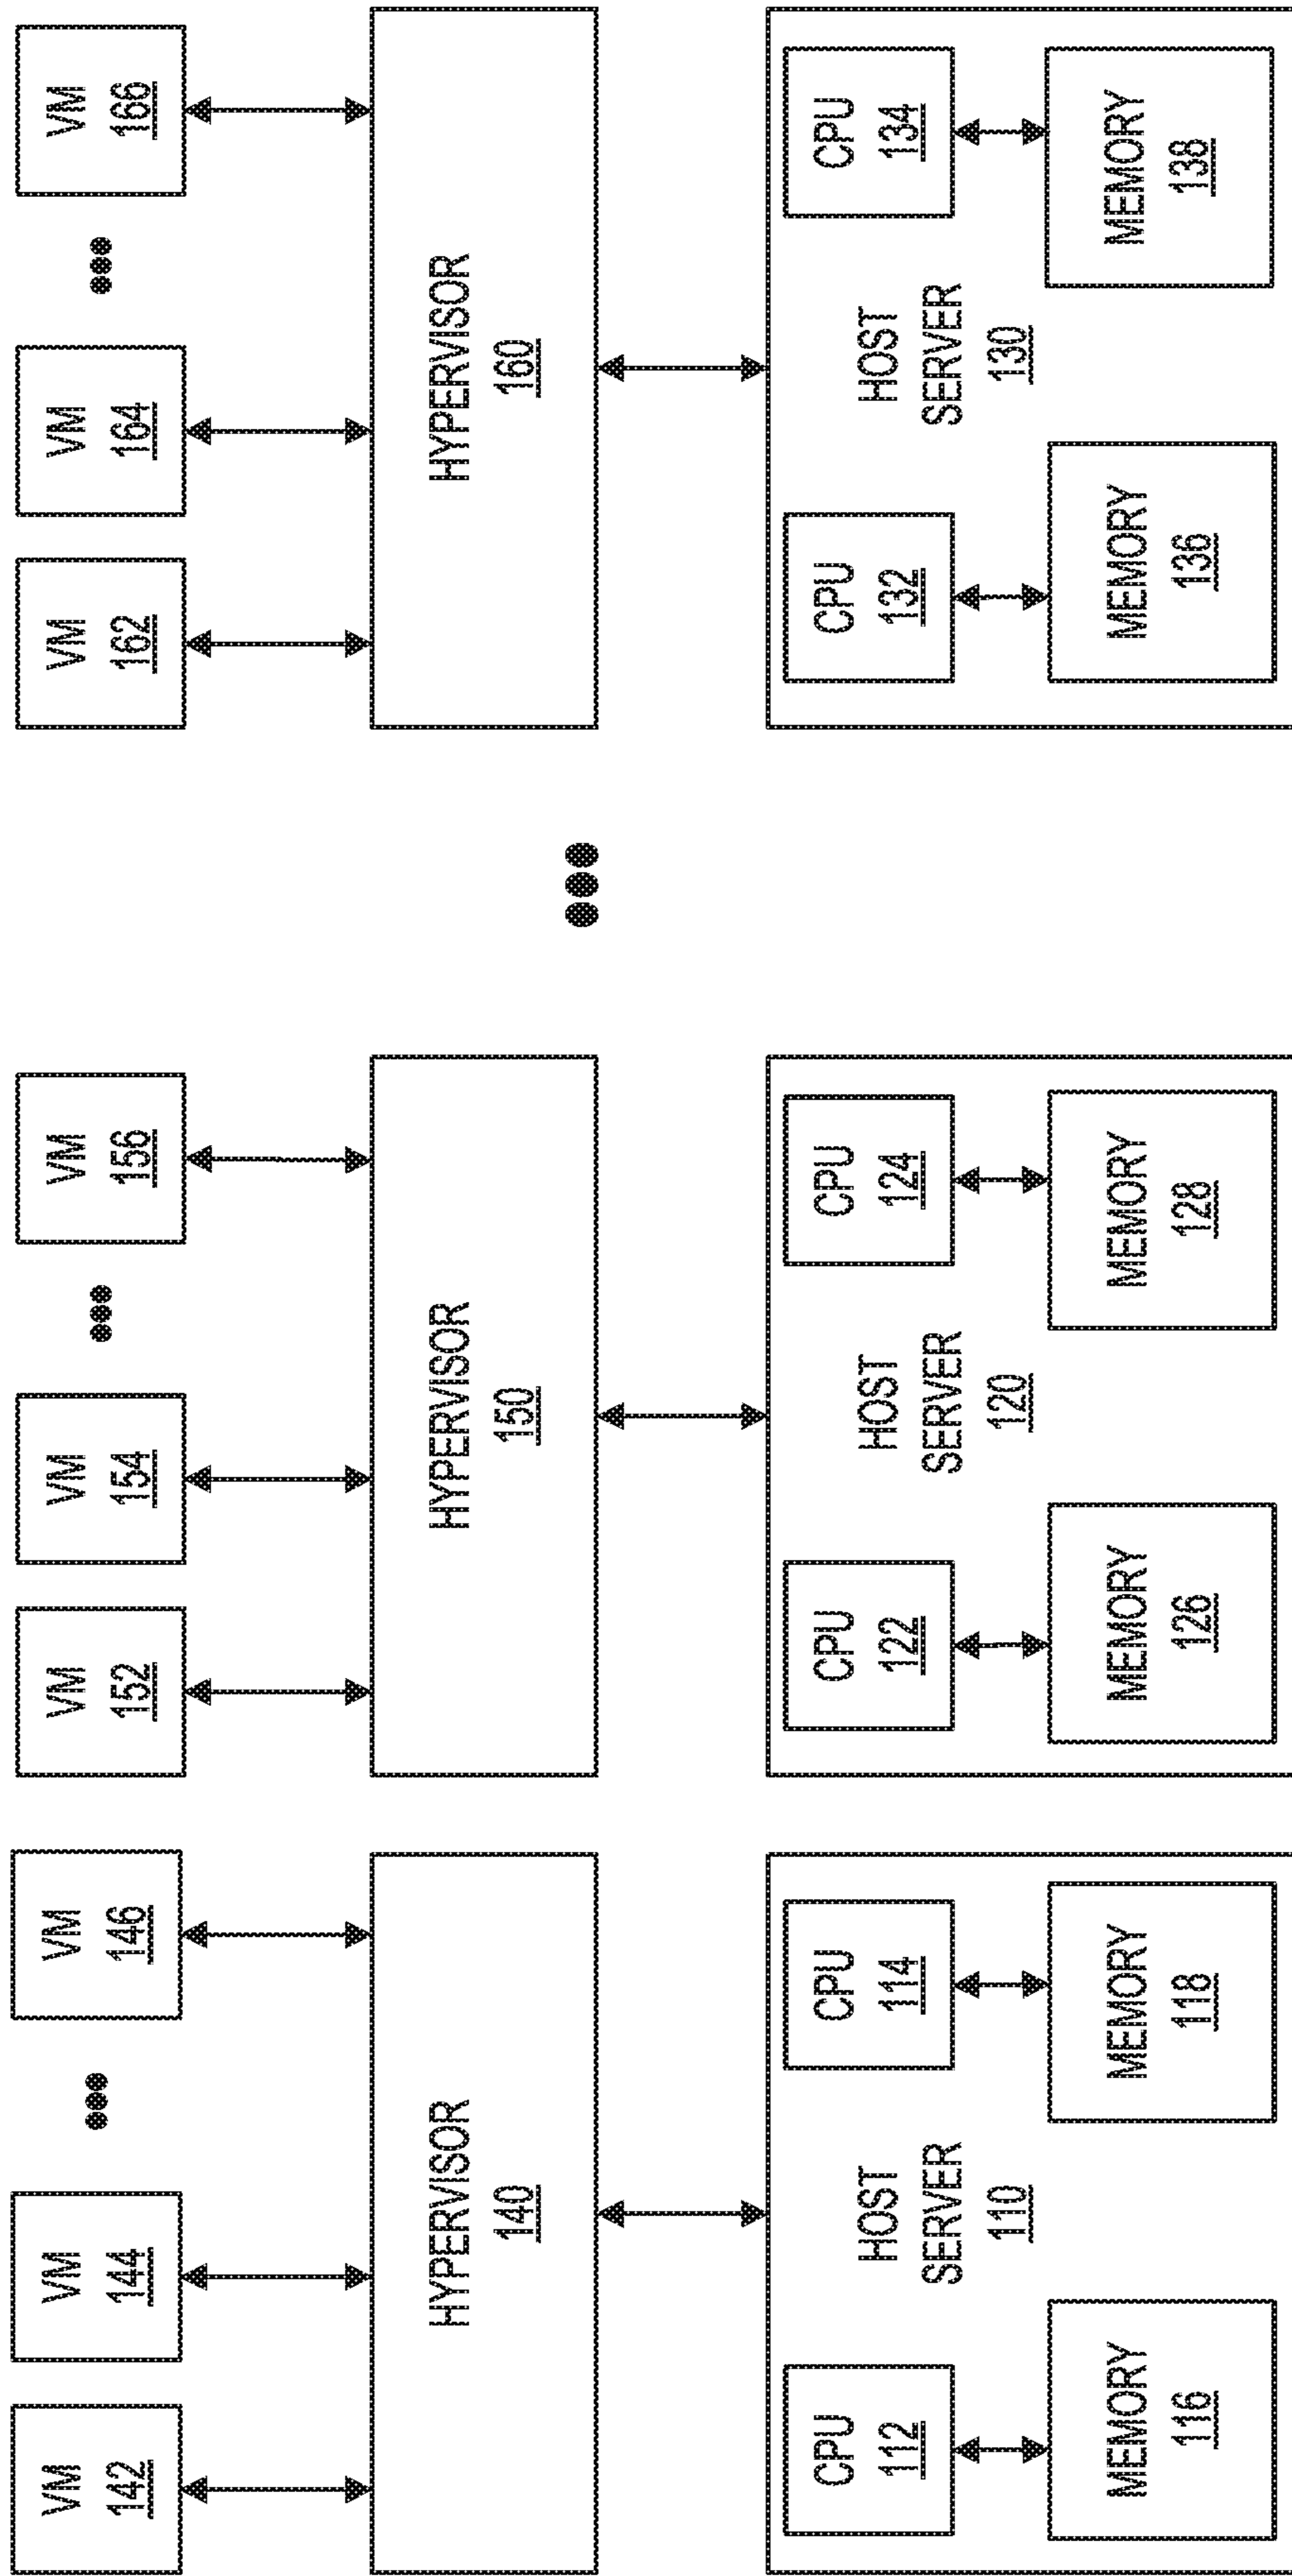 VM
142
VM
144
VM
146
HYPERVISOR
140
CPU
112
CPU
114
HOST
SERVER
110
MEMORY
116
MEMORY
118
VM
152
VM
154
VM
156
HYPERVISOR
150
CPU
122
CPU
124
HOST
SERVER
120
MEMORY
126
MEMORY
128
VM
162
VM
164
VM
166
HYPERVISOR
160
CPU
132
CPU
134
HOST
SERVER
130
MEMORY
136
MEMORY
138